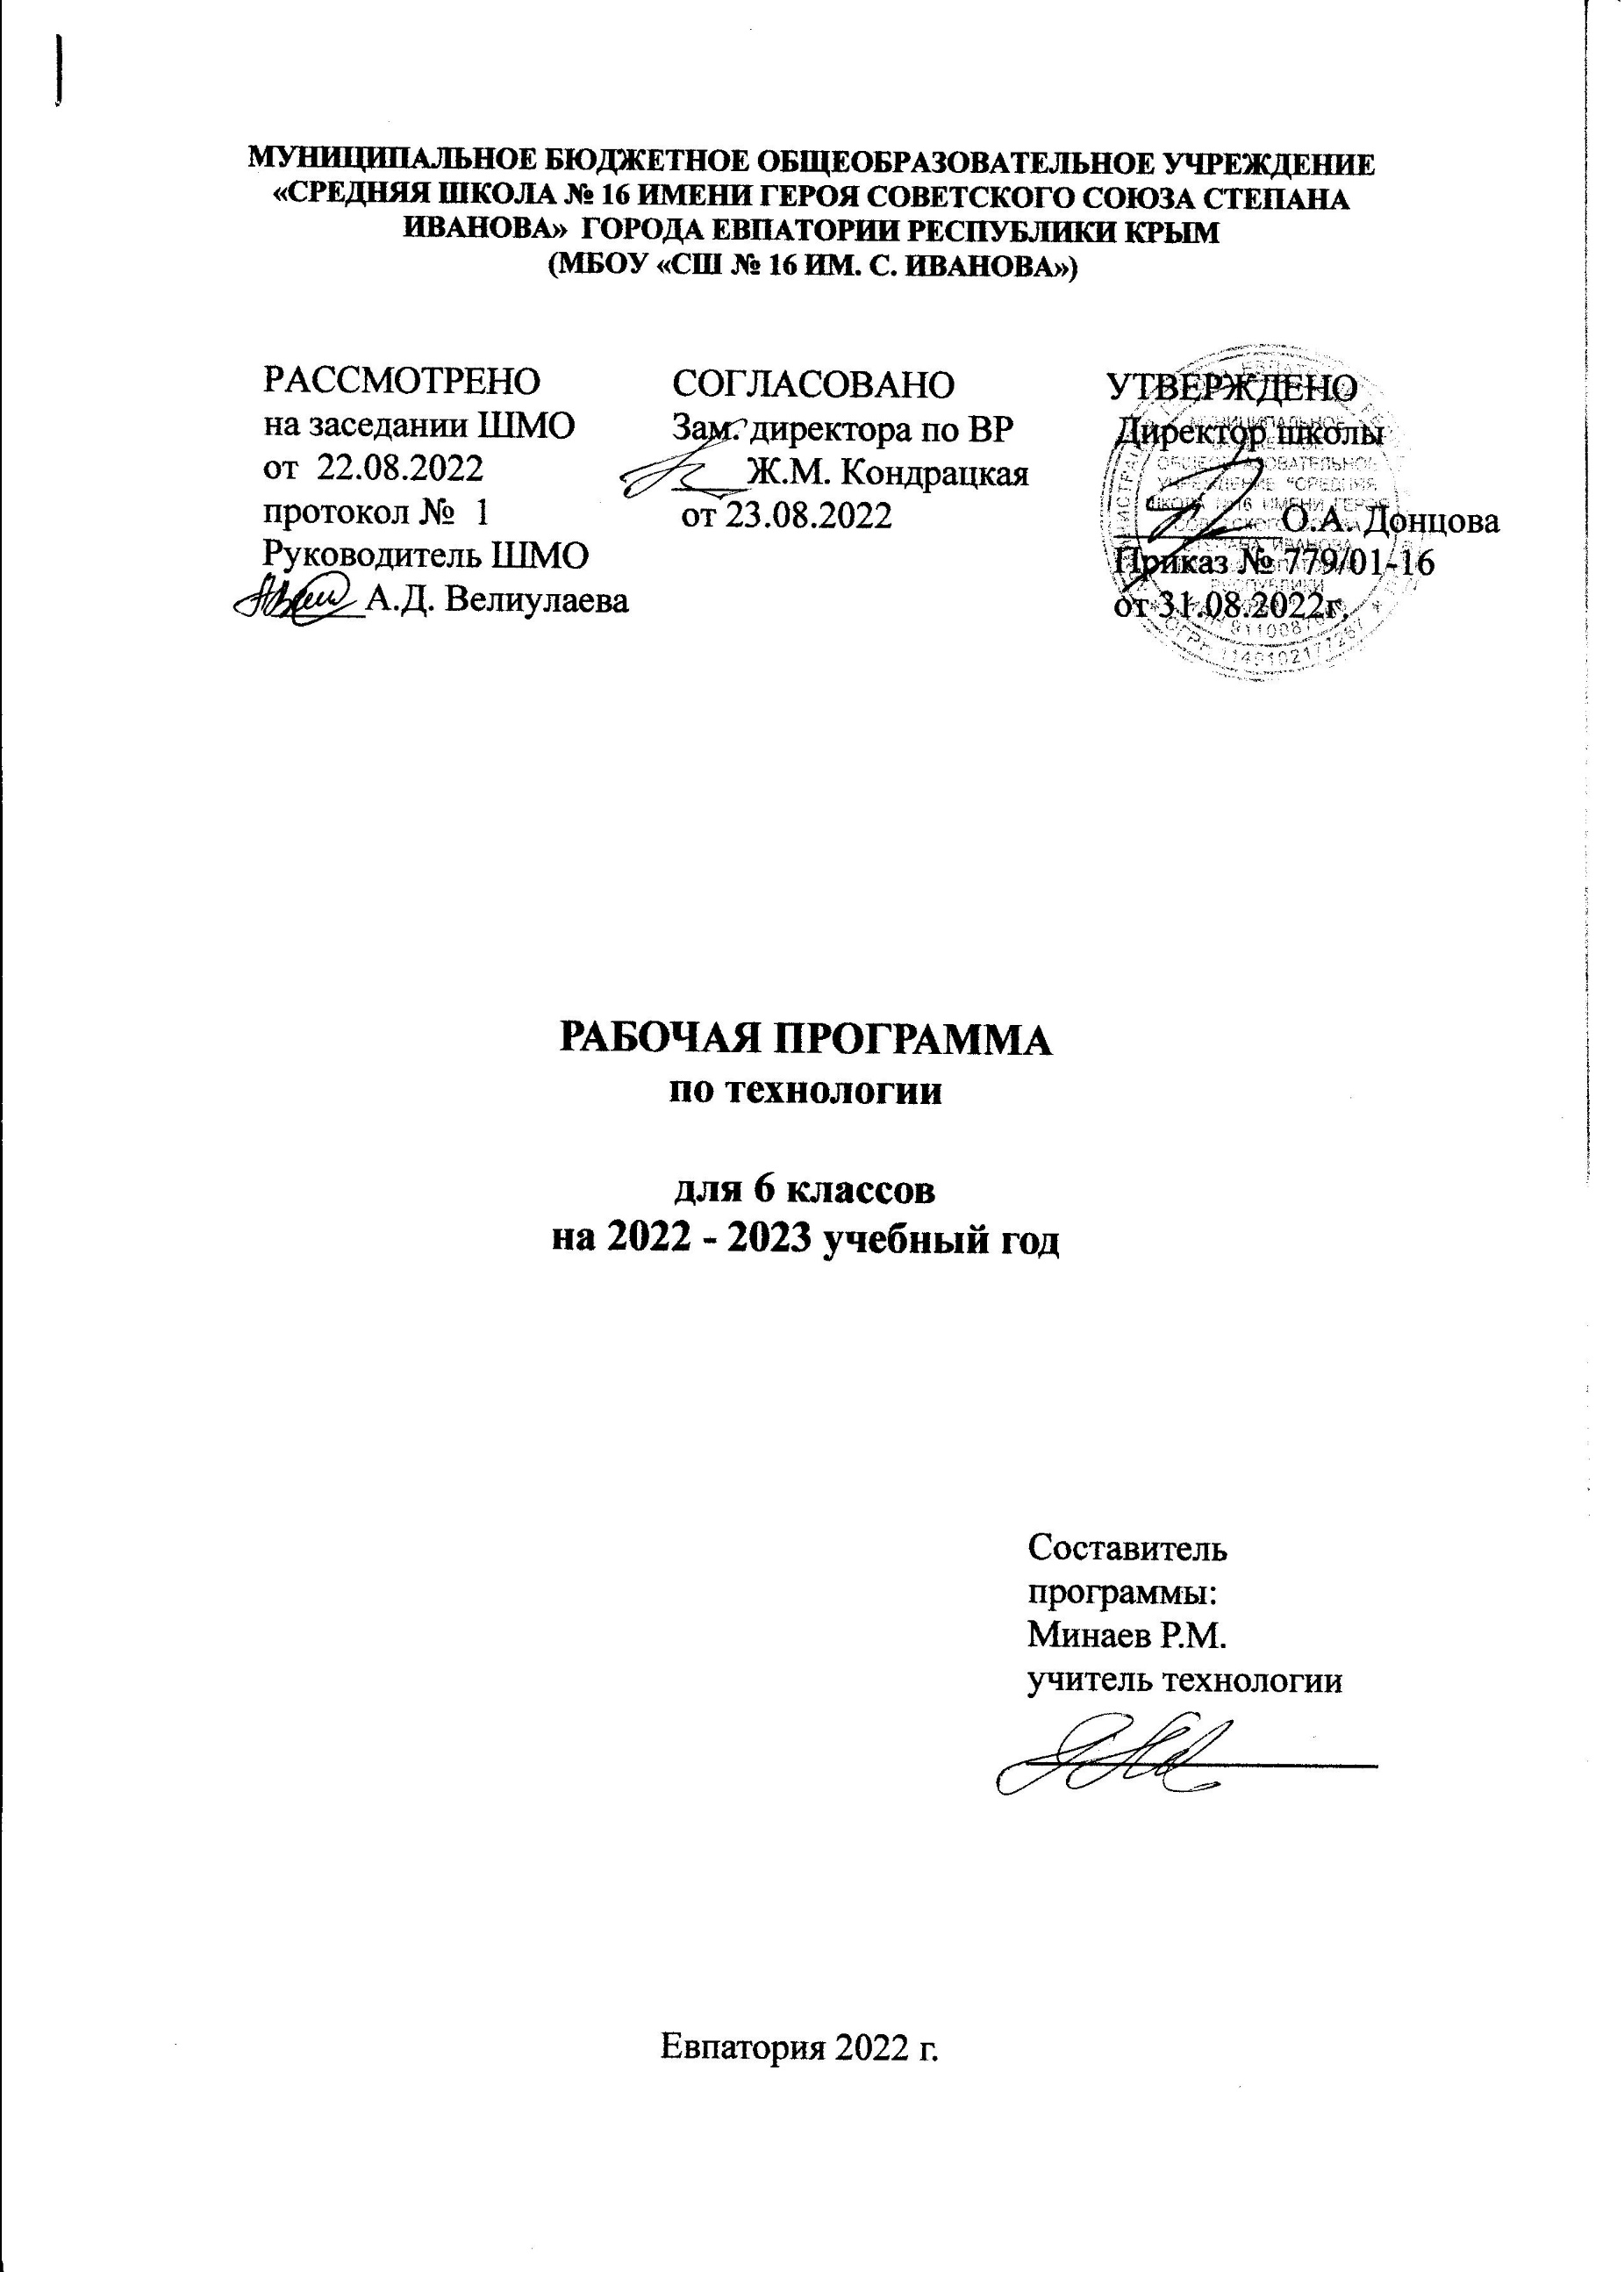 МУНИЦИПАЛЬНОЕ БЮДЖЕТНОЕ ОБЩЕОБРАЗОВАТЕЛЬНОЕ УЧРЕЖДЕНИЕ
«СРЕДНЯЯ ШКОЛА № 16 ИМЕНИ ГЕРОЯ СОВЕТСКОГО СОЮЗА СТЕПАНА
ИВАНОВА» ГОРОДА ЕВПАТОРИИ РЕСПУБЛИКИ КРЫМ
(МБОУ «СШ № 16 ИМ. С. ИВАНОВА»)
РАССМОТРЕНО
на заседании ШМО
от 22.08.2022
протокол № 1
Руководитель ШМО
А.Д. Велиулаева
СОГЛАСОВАНО
Зам. директора по ВР
Ж.М. Кондрацкая
от 23.08.2022
УТВЕРЖДЕНО
Директор школы
О.А. Донцова
Приказ № 779/01-16
от 31.08.2022г.
РАБОЧАЯ ПРОГРАММА
по технологии
для 6 классов
на 2022 - 2023 учебный год
Составитель
программы:
Минаев Р.М.
учитель технологии
Евпатория 2022 г.